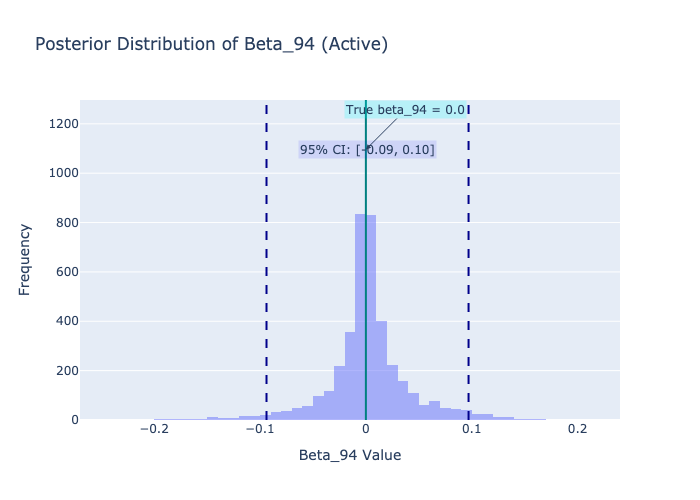 Posterior Distribution of Beta_94 (Active)
True beta_94 = 0.0
95% CI: [-0.09, 0.10]
1200
1000
800
600
400
200
0
Frequency
−0.2
−0.1
0
0.1
0.2
Beta_94 Value